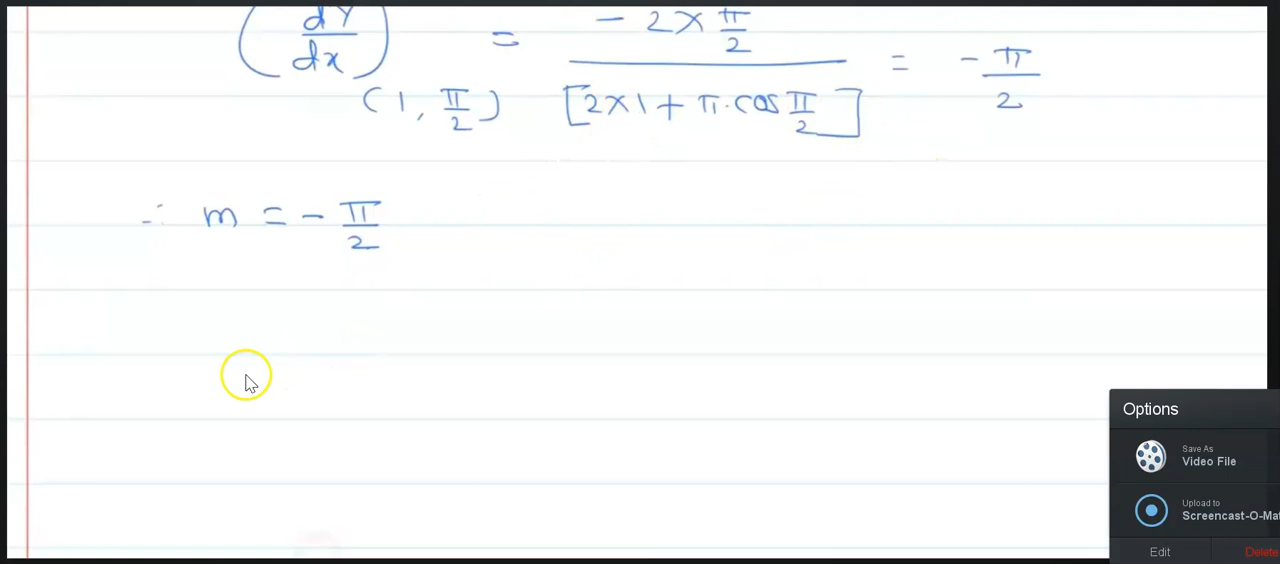 (dy/dx) = - 2 × π/2 / [2×1 + π·cos π/2] = - π/2
(1, π/2)
∴ m = - π/2
Options
Save As
Video File
Upload to
Screencast-O-Mat
Edit
Delete